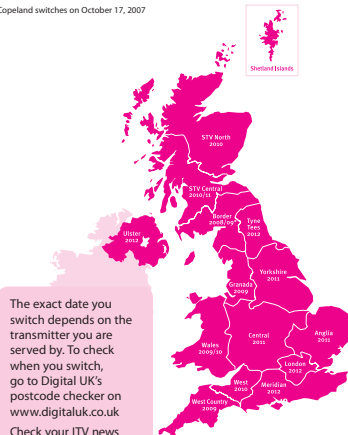 Copeland switches on October 17, 2007
Shetland Islands
STV North
2010
STV Central
2010/11
Border
2008/09
Tyne
Tees
2012
Ulster
2012
Yorkshire
2011
Granada
2009
Wales
2009/10
Central
2011
Anglia
2011
London
2012
West
2010
Meridian
2012
West Country
2009
The exact date you
switch depends on the
transmitter you are
served by. To check
when you switch,
go to Digital UK's
postcode checker on
www.digitaluk.co.uk
Check your ITV news